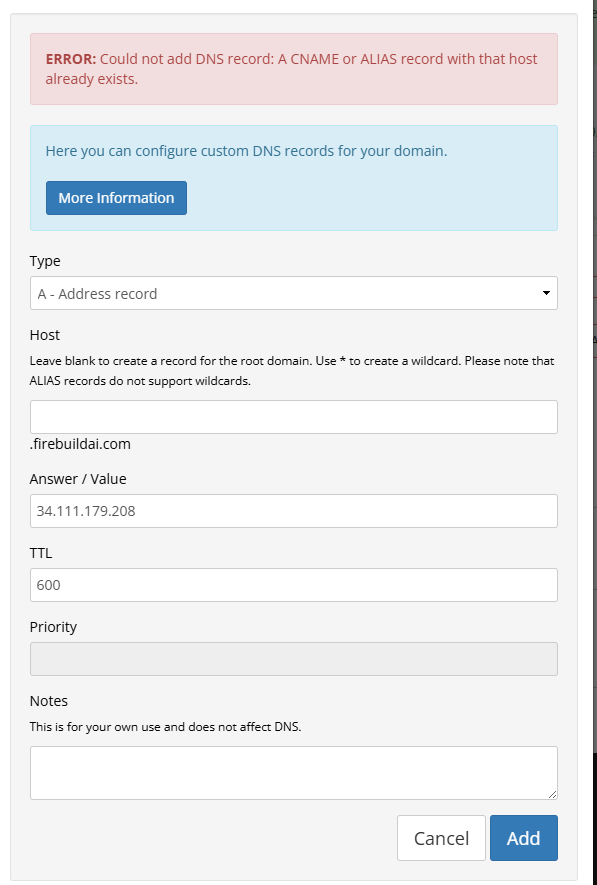 ERROR: Could not add DNS record: A CNAME or ALIAS record with that host
already exists.
Here you can configure custom DNS records for your domain.
More Information
Type
A - Address record
Host
Leave blank to create a record for the root domain. Use * to create a wildcard. Please note that
ALIAS records do not support wildcards.
.firebuildai.com
Answer / Value
34.111.179.208
TTL
600
Priority
Notes
This is for your own use and does not affect DNS.
Cancel
Add